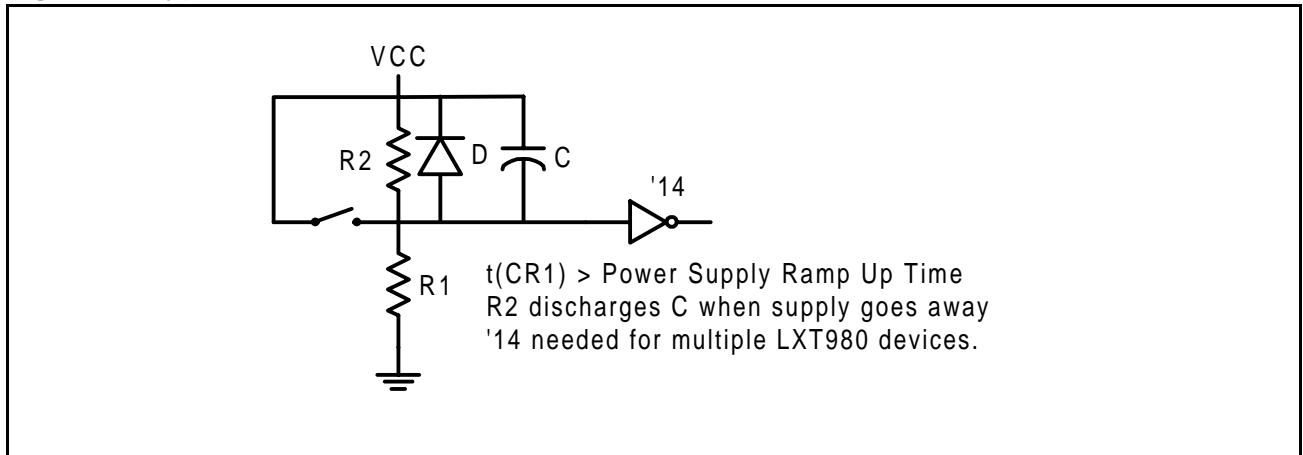 VCC
R2
D
C
'14
R1
t(CR1) > Power Supply Ramp Up Time
R2 discharges C when supply goes away
'14 needed for multiple LXT980 devices.